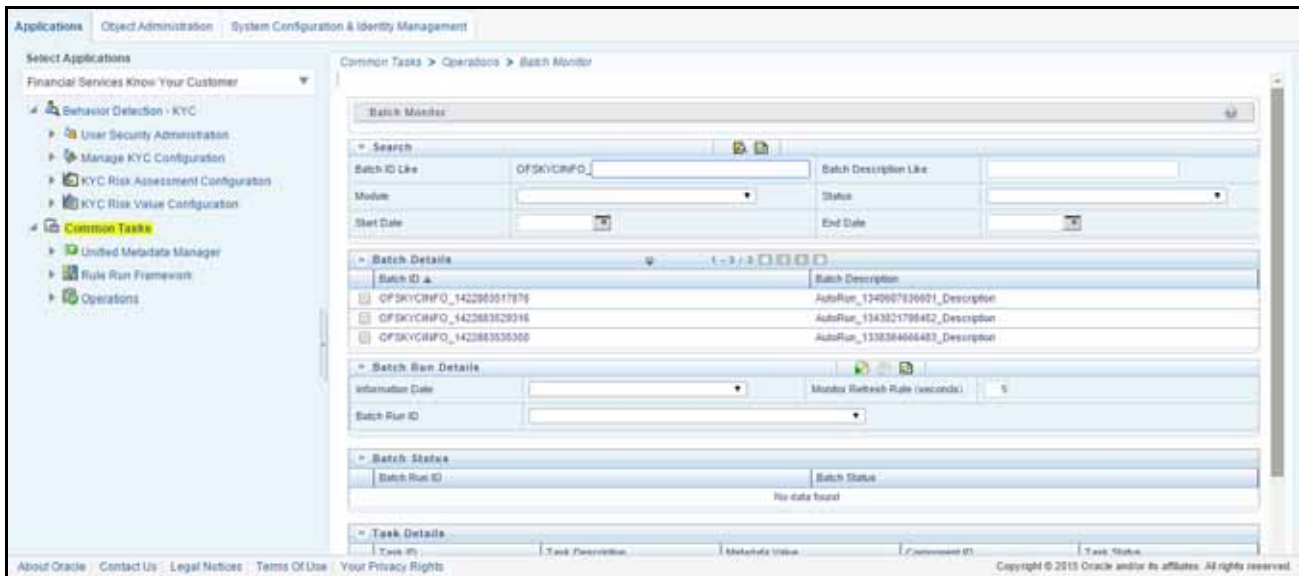 Applications Object Administration System Configuration & Identity Management
Select Applications
Financial Services Know Your Customer
Behavior Detection - KYC
User Security Administration
Manage KYC Configuration
KYC Risk Assessment Configuration
KYC Risk Value Configuration
Common Tasks
Unified Metadata Manager
Rule Run Framework
Operations
Common Tasks > Operations > Batch Monitor
Batch Monitor
Search
Batch ID Like OFSKYCINFO_ Batch Description Like
Module Status
Start Date End Date
Batch Details 1 - 3 / 3
Batch ID Batch Description
OFSKYCINFO_1422883517876 AutoRun_1340607836601_Description
OFSKYCINFO_1422883529316 AutoRun_1343821798462_Description
OFSKYCINFO_1422883535308 AutoRun_1338384666483_Description
Batch Run Details
Information Date Monitor Refresh Rate (seconds) 5
Batch Run ID
Batch Status
Batch Run ID Batch Status
No data found
Task Details
Task ID Task Description Metadata Value Component ID Task Status
About Oracle Contact Us Legal Notices Terms Of Use Your Privacy Rights Copyright © 2015 Oracle and/or its affiliates. All rights reserved.